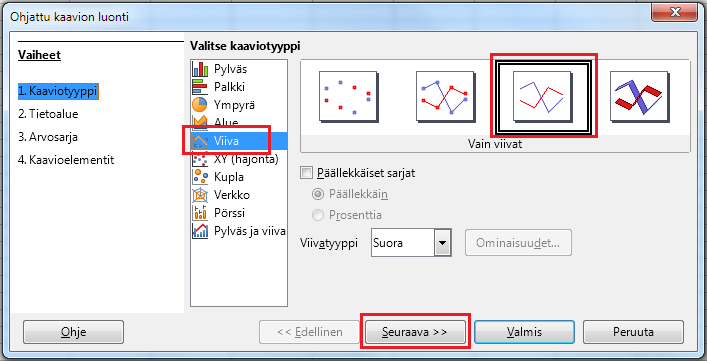 Ohjattu kaavion luonti
Vaiheet
1. Kaaviotyyppi
2. Tietoalue
3. Arvosarja
4. Kaavioelementit
Valitse kaaviotyyppi
Pylväs
Palkki
Ympyrä
Alue
Viiva
XY (hajonta)
Kupla
Verkko
Pörssi
Pylväs ja viiva
Vain viivat
Päällekkäiset sarjat
Päällekkäin
Prosenttia
Viivatyyppi Suora Ominaisuudet...
Ohje << Edellinen Seuraava >> Valmis Peruuta